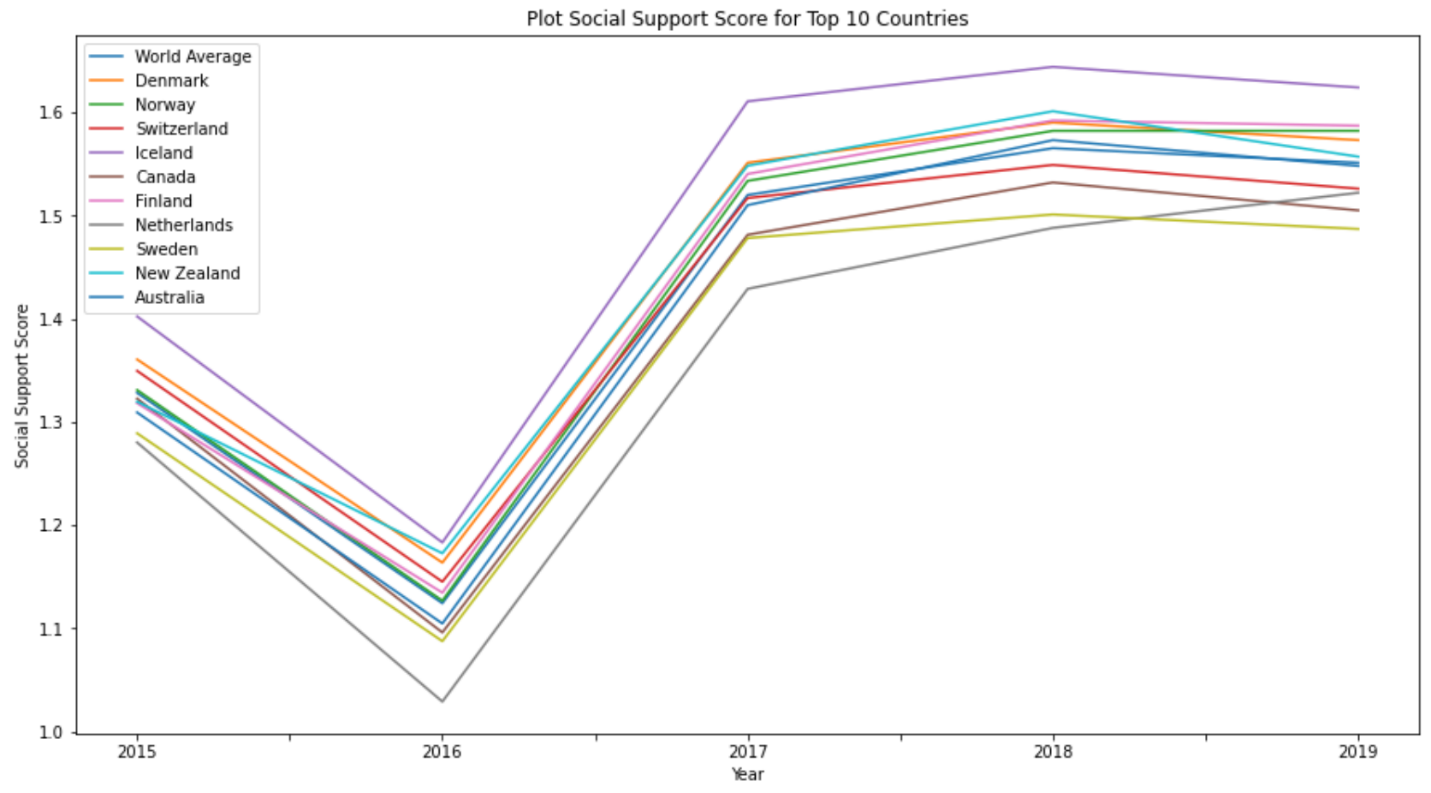 Plot Social Support Score for Top 10 Countries
World Average
Denmark
Norway
Switzerland
Iceland
Canada
Finland
Netherlands
Sweden
New Zealand
Australia
Social Support Score
1.6
1.5
1.4
1.3
1.2
1.1
1.0
2015 2016 2017 2018 2019
Year